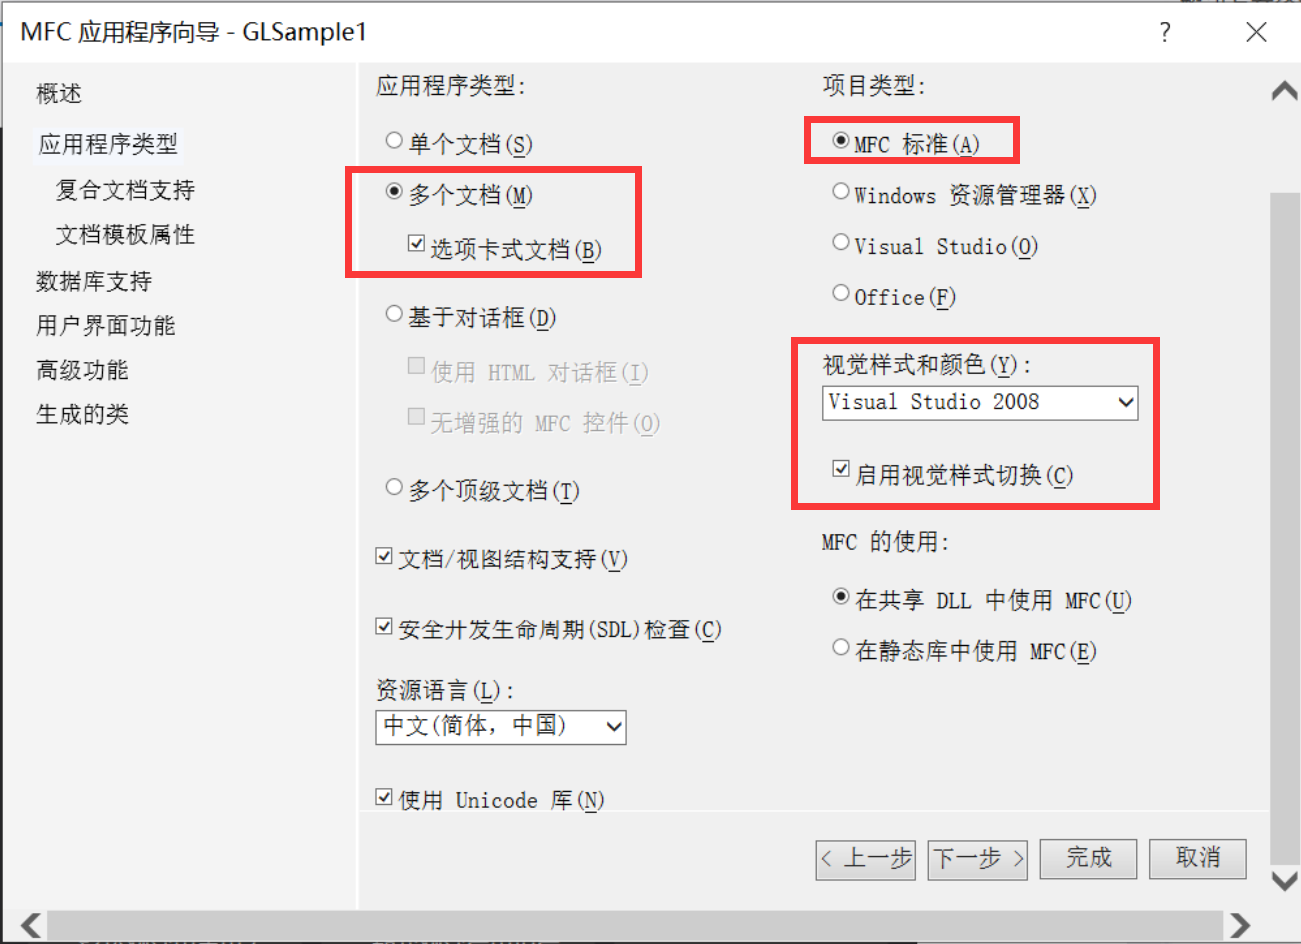 MFC 应用程序向导 - GLSample1
?
概述
应用程序类型
复合文档支持
文档模板属性
数据库支持
用户界面功能
高级功能
生成的类
应用程序类型:
单个文档(S)
多个文档(M)
选项卡式文档(B)
基于对话框(D)
使用 HTML 对话框(I)
无增强的 MFC 控件(O)
多个顶级文档(T)
文档/视图结构支持(V)
安全开发生命周期(SDL)检查(C)
资源语言(L):
中文(简体，中国)
使用 Unicode 库(N)
项目类型:
MFC 标准(A)
Windows 资源管理器(X)
Visual Studio(O)
Office(F)
视觉样式和颜色(Y):
Visual Studio 2008
启用视觉样式切换(C)
MFC 的使用:
在共享 DLL 中使用 MFC(U)
在静态库中使用 MFC(E)
< 上一步
下一步 >
完成
取消